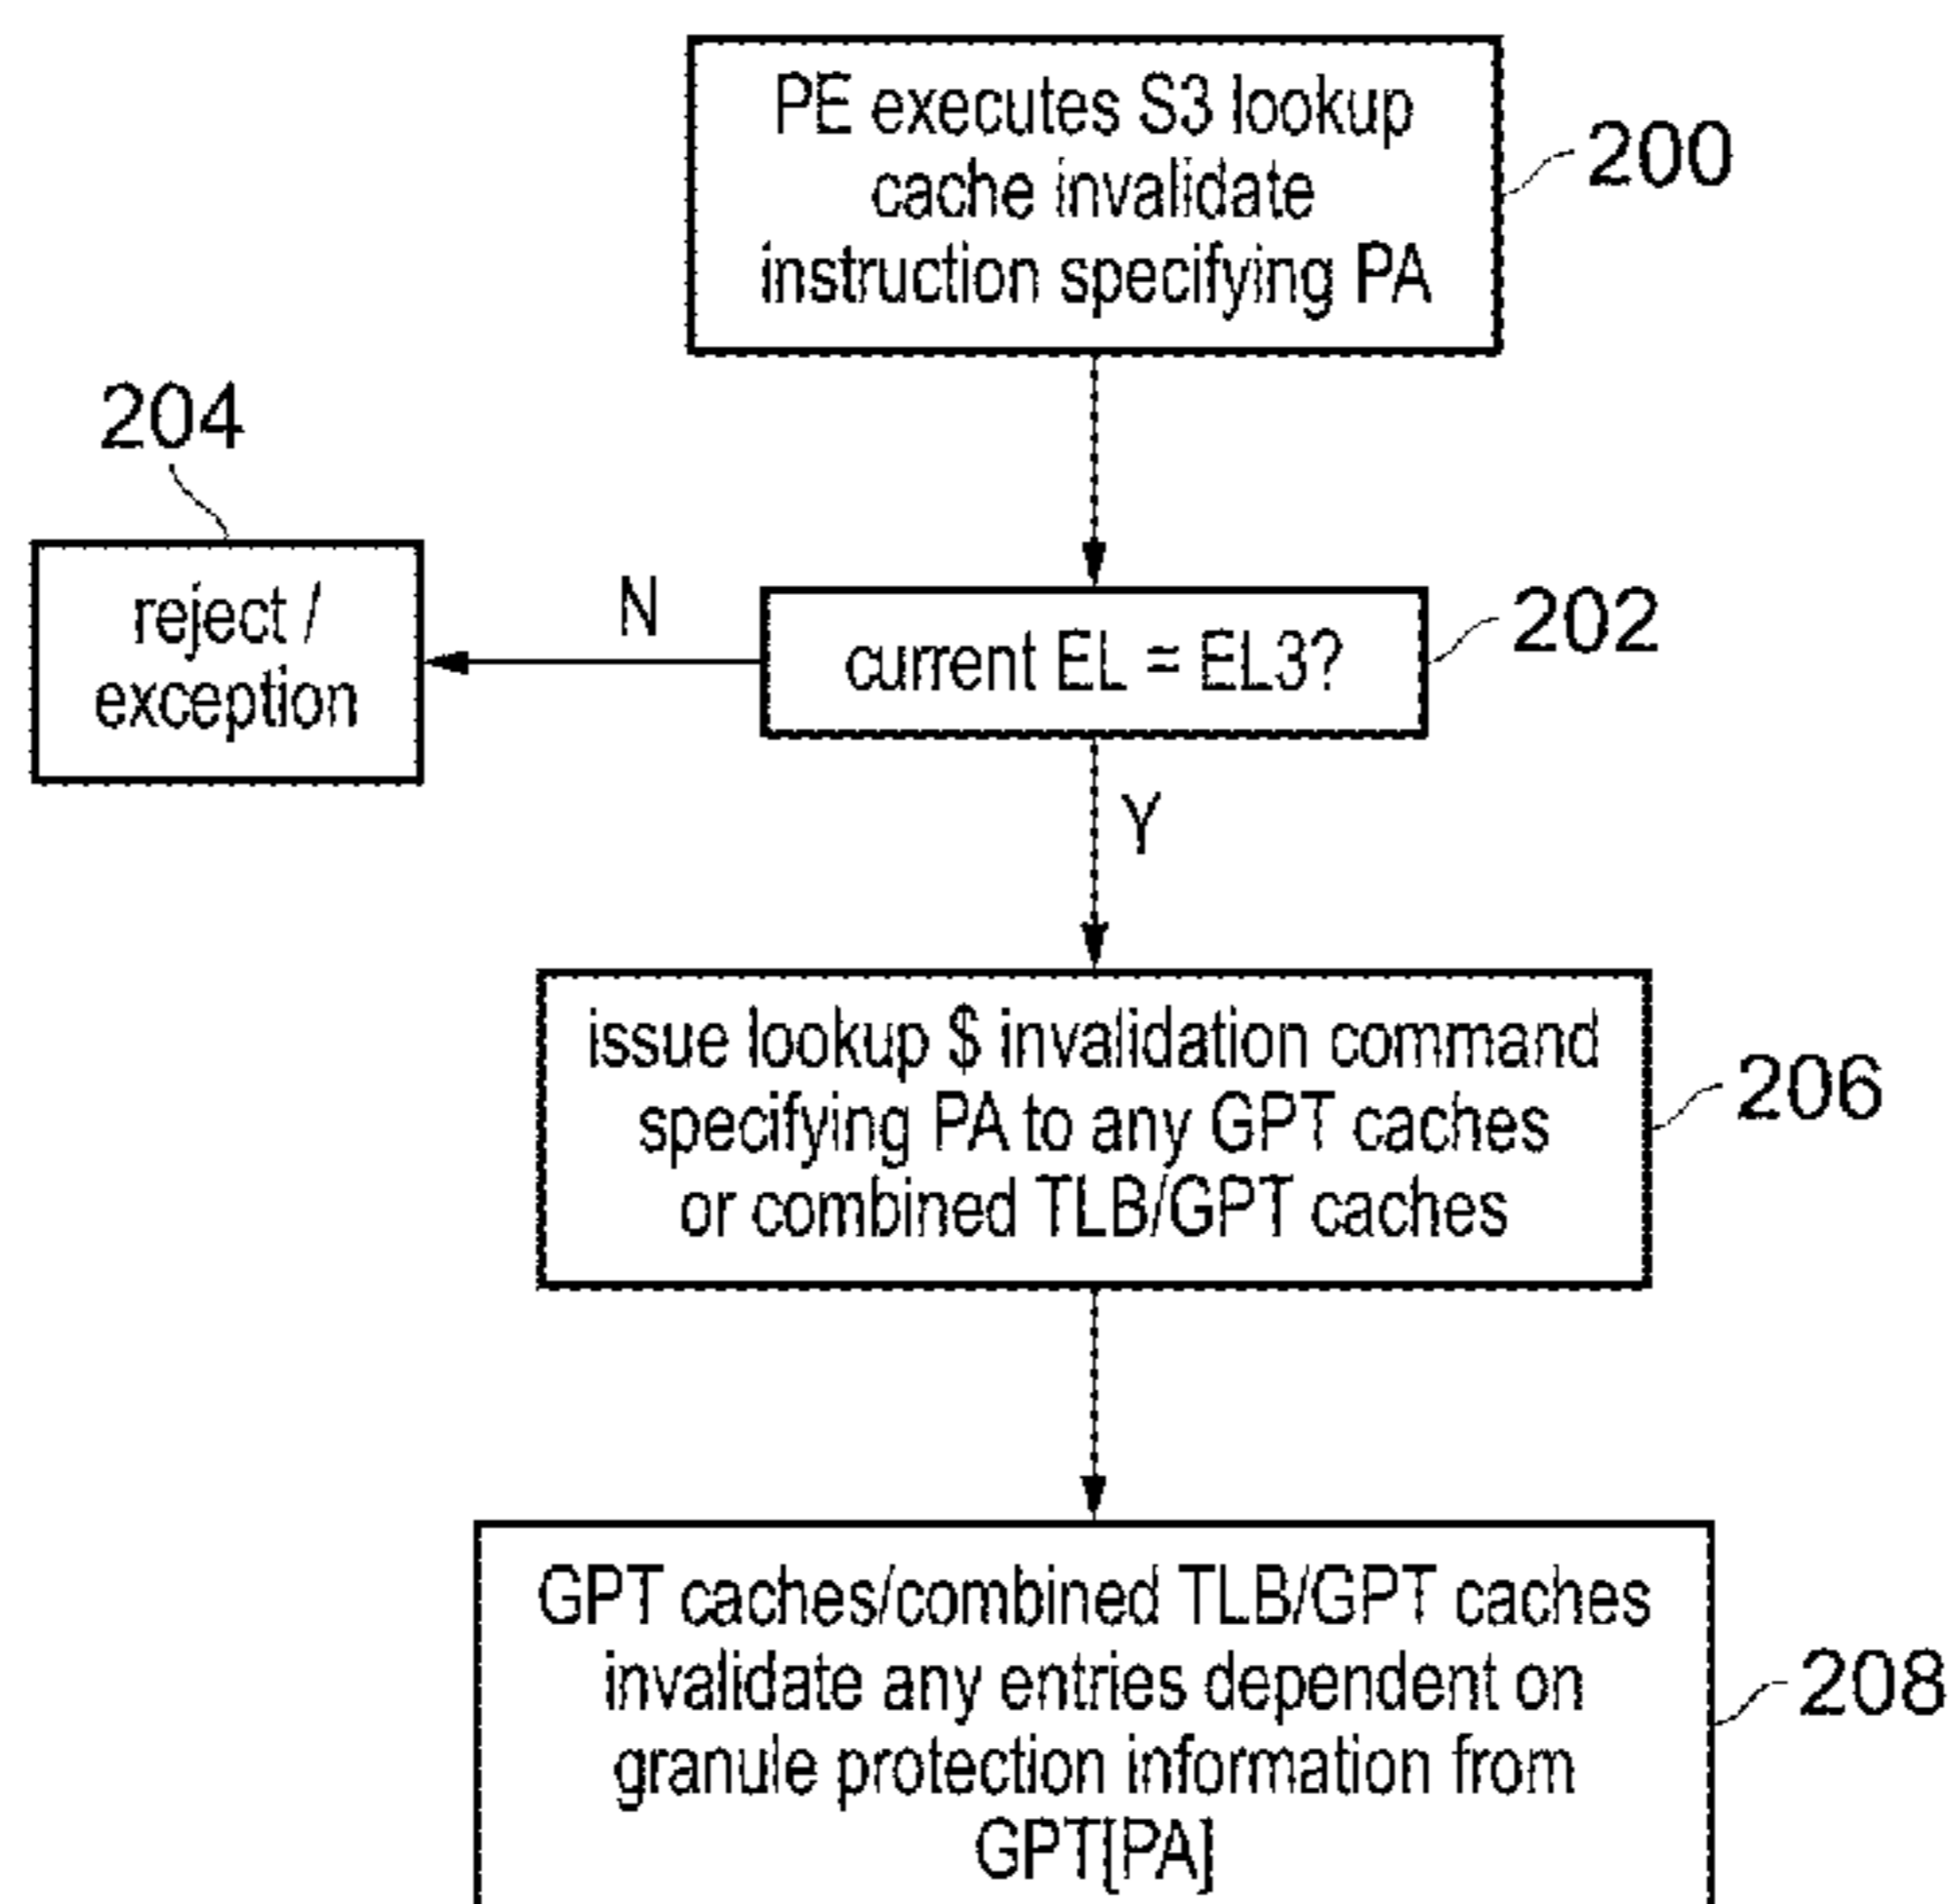 PE executes S3 lookup
cache invalidate
instruction specifying PA
200
204
reject /
exception
N
current EL = EL3?
202
Y
issue lookup $ invalidation command
specifying PA to any GPT caches
or combined TLB/GPT caches
206
GPT caches/combined TLB/GPT caches
invalidate any entries dependent on
granule protection information from
GPT[PA]
208